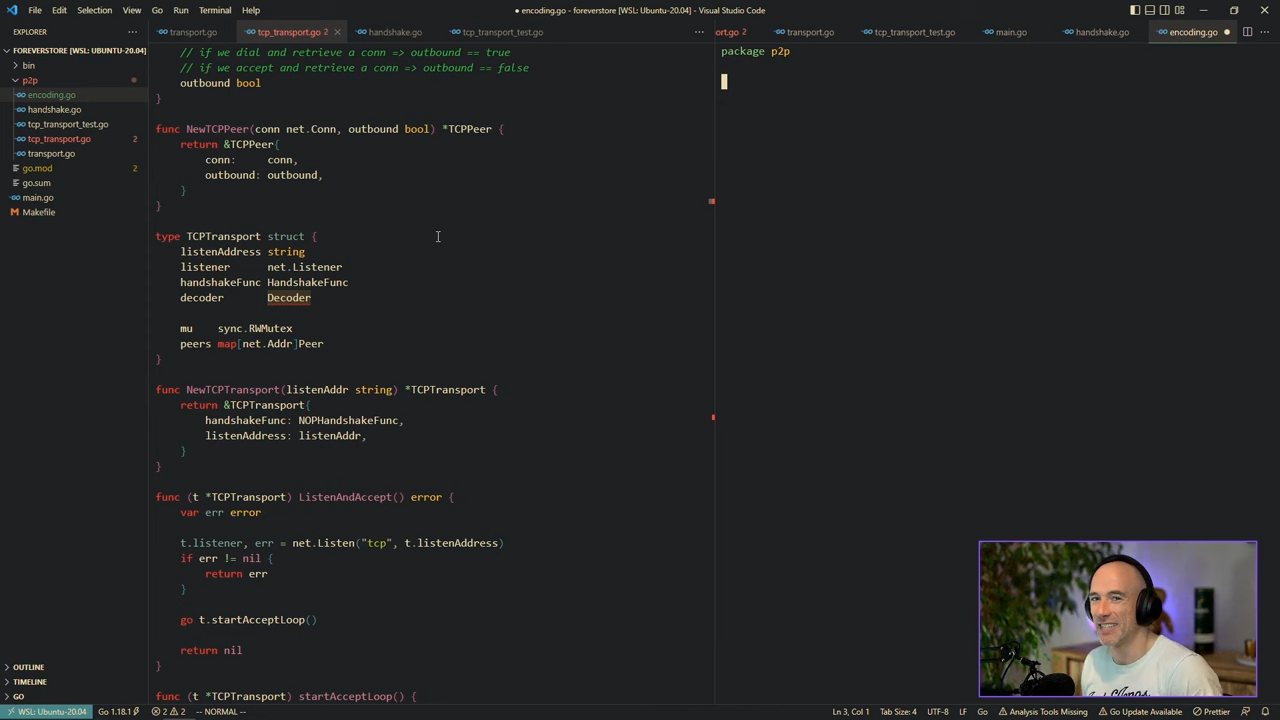 File Edit Selection View Go Run Terminal Help
● encoding.go - foreverstore [WSL: Ubuntu-20.04] - Visual Studio Code
EXPLORER
FOREVERSTORE [WSL: UBUNTU-20.04]
bin
p2p
encoding.go
handshake.go
tcp_transport_test.go
tcp_transport.go 2
transport.go
go.mod 2
go.sum
main.go
Makefile
OUTLINE
TIMELINE
GO
transport.go tcp_transport.go 2 handshake.go tcp_transport_test.go
// if we dial and retrieve a conn => outbound == true
// if we accept and retrieve a conn => outbound == false
outbound bool
}
func NewTCPPeer(conn net.Conn, outbound bool) *TCPPeer {
return &TCPPeer{
conn: conn,
outbound: outbound,
}
}
type TCPTransport struct {
listenAddress string
listener net.Listener
handshakeFunc HandshakeFunc
decoder Decoder
mu sync.RWMutex
peers map[net.Addr]Peer
}
func NewTCPTransport(listenAddr string) *TCPTransport {
return &TCPTransport{
handshakeFunc: NOPHandshakeFunc,
listenAddress: listenAddr,
}
}
func (t *TCPTransport) ListenAndAccept() error {
var err error
t.listener, err = net.Listen("tcp", t.listenAddress)
if err != nil {
return err
}
go t.startAcceptLoop()
return nil
}
func (t *TCPTransport) startAcceptLoop() {
ort.go 2 transport.go tcp_transport_test.go main.go handshake.go encoding.go
package p2p
WSL: Ubuntu-20.04 Go 1.18.1 2 2 -- NORMAL -- Ln 3, Col 1 Tab Size: 4 UTF-8 LF Go Analysis Tools Missing Go Update Available Prettier